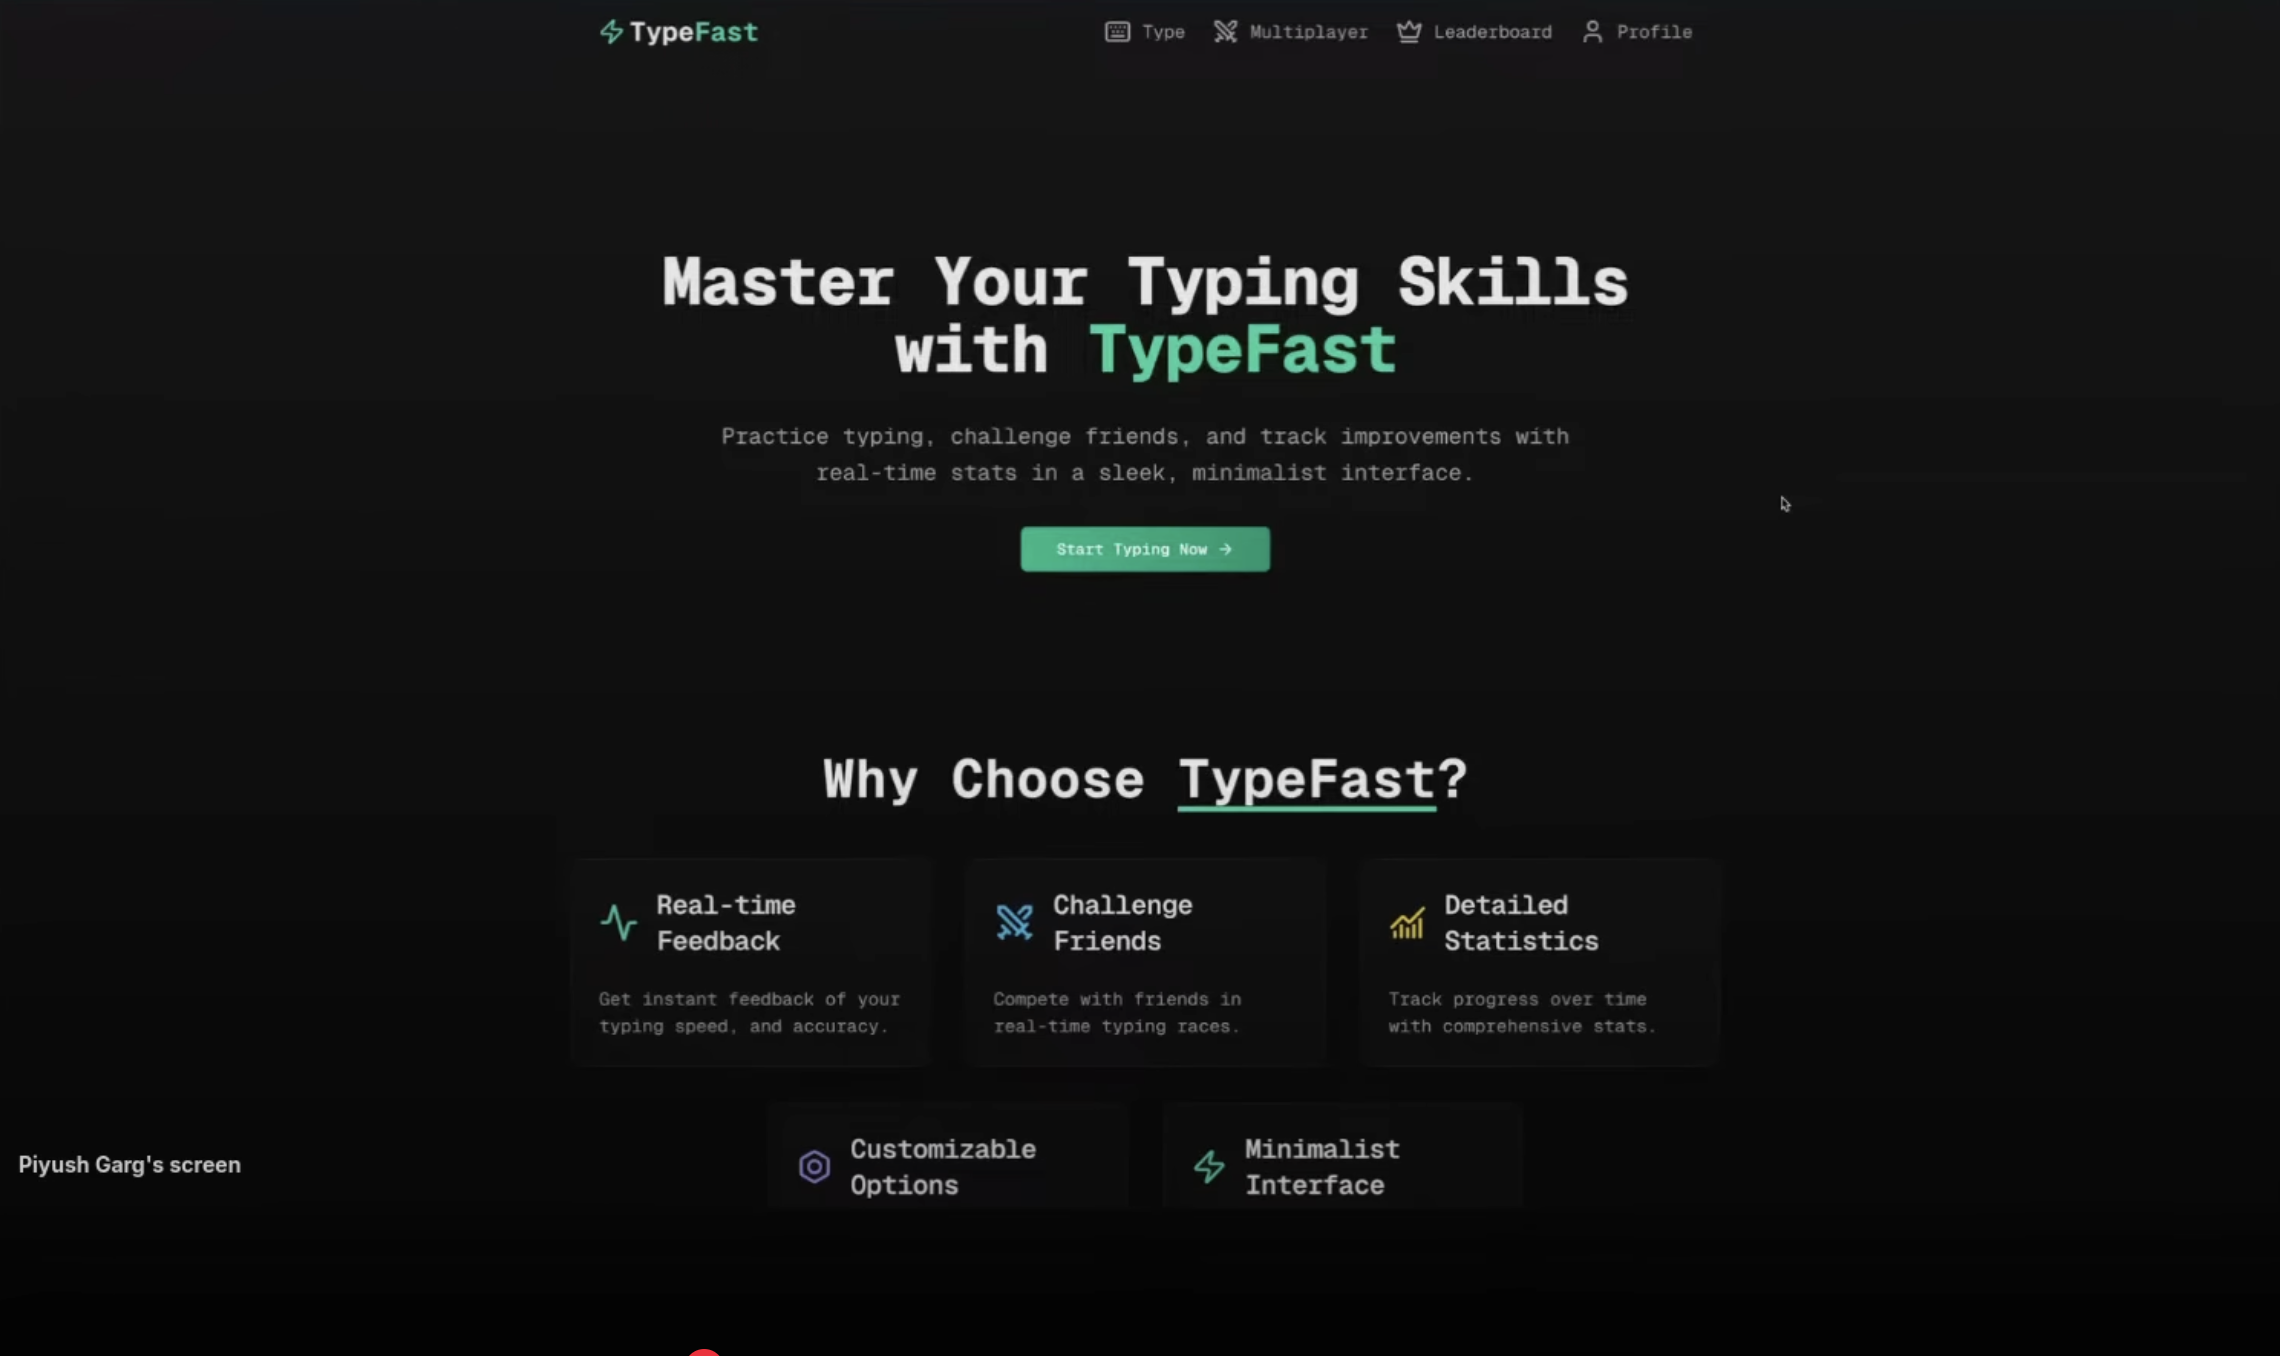 TypeFast
Type Multiplayer Leaderboard Profile
Master Your Typing Skills
with TypeFast
Practice typing, challenge friends, and track improvements with
real-time stats in a sleek, minimalist interface.
Start Typing Now →
Why Choose TypeFast?
Real-time
Feedback
Get instant feedback of your
typing speed, and accuracy.
Challenge
Friends
Compete with friends in
real-time typing races.
Detailed
Statistics
Track progress over time
with comprehensive stats.
Customizable
Options
Minimalist
Interface
Piyush Garg's screen